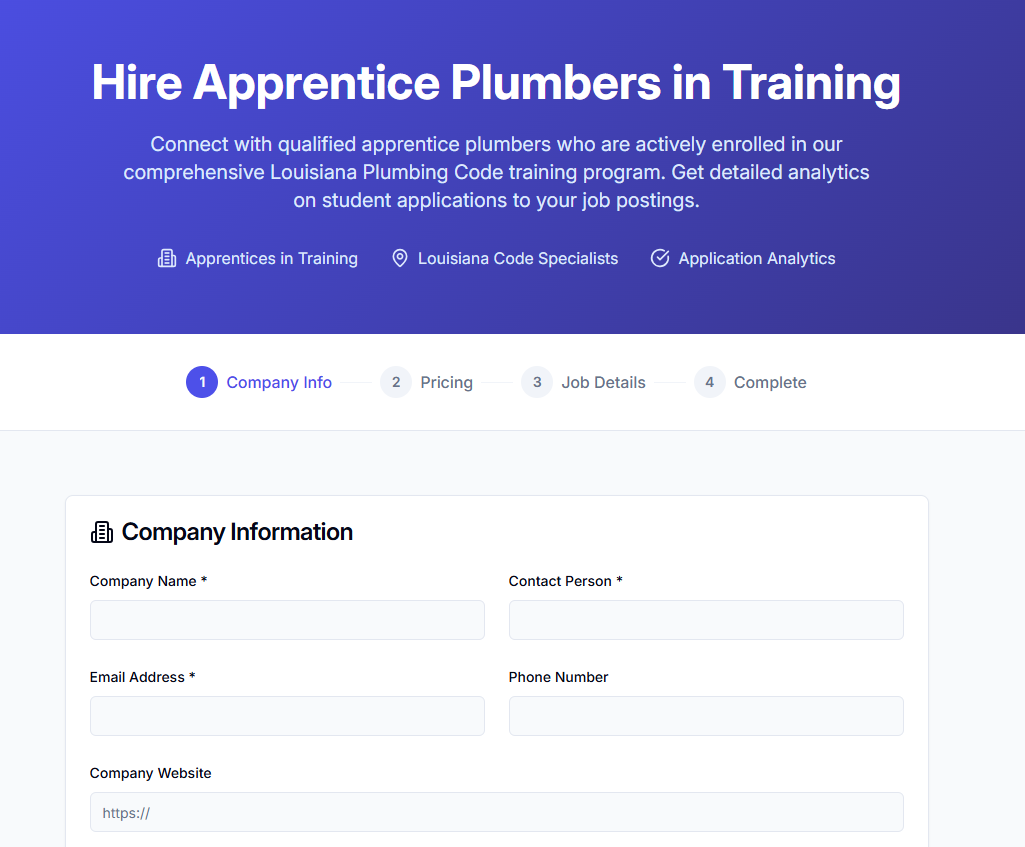 Hire Apprentice Plumbers in Training
Connect with qualified apprentice plumbers who are actively enrolled in our
comprehensive Louisiana Plumbing Code training program. Get detailed analytics
on student applications to your job postings.
Apprentices in Training Louisiana Code Specialists Application Analytics
1 Company Info 2 Pricing 3 Job Details 4 Complete
Company Information
Company Name * Contact Person *
Email Address * Phone Number
Company Website
https://